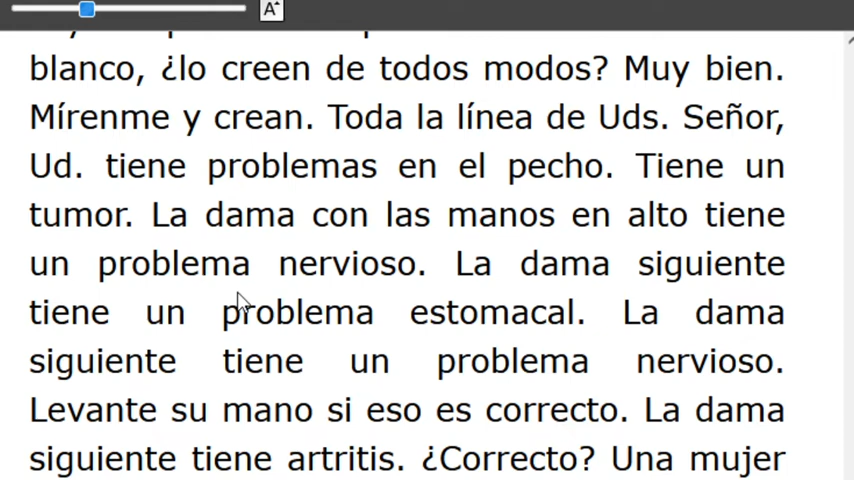 blanco, ¿lo creen de todos modos? Muy bien.
Mírenme y crean. Toda la línea de Uds. Señor,
Ud. tiene problemas en el pecho. Tiene un
tumor. La dama con las manos en alto tiene
un problema nervioso. La dama siguiente
tiene un problema estomacal. La dama
siguiente tiene un problema nervioso.
Levante su mano si eso es correcto. La dama
siguiente tiene artritis. ¿Correcto? Una mujer